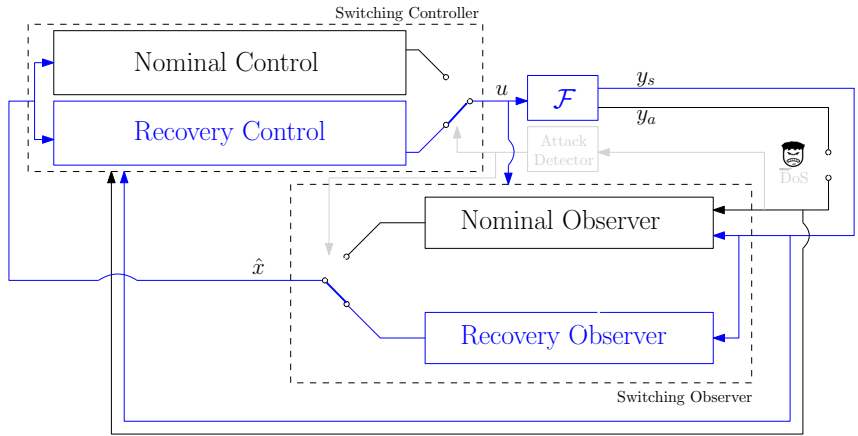 Switching Controller
Nominal Control
Recovery Control
u
𝓕
y_s
y_a
Attack
Detector
DoS
Nominal Observer
x̂
Recovery Observer
Switching Observer